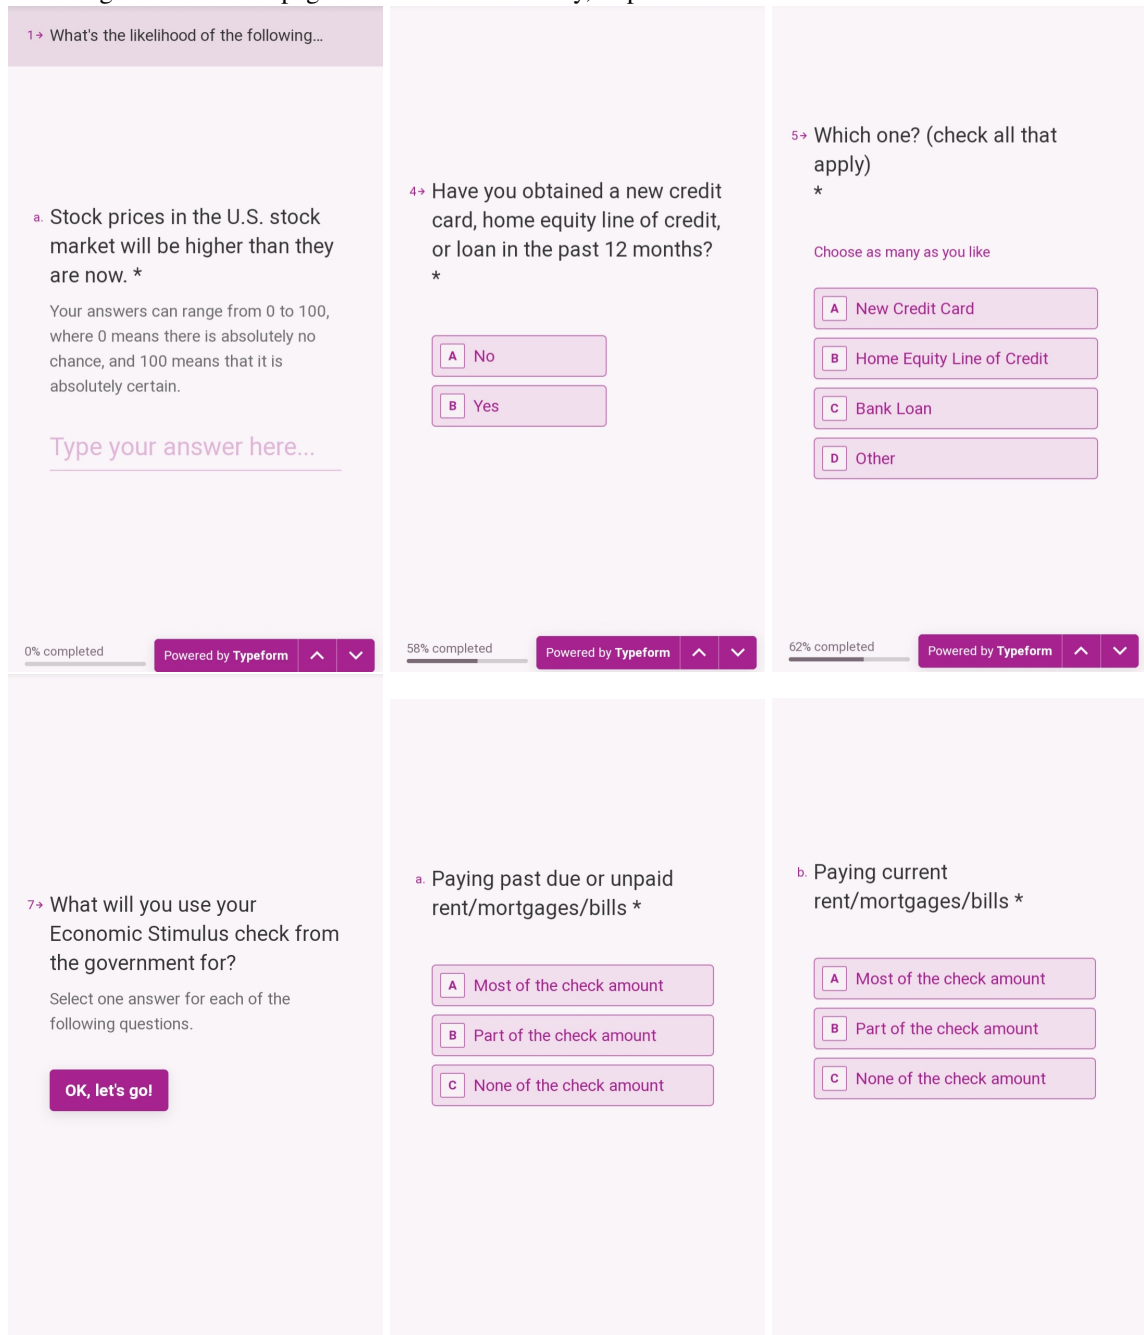 1→ What's the likelihood of the following...
a. Stock prices in the U.S. stock
market will be higher than they
are now. *
Your answers can range from 0 to 100,
where 0 means there is absolutely no
chance, and 100 means that it is
absolutely certain.
Type your answer here...
0% completed
Powered by Typeform
4→ Have you obtained a new credit
card, home equity line of credit,
or loan in the past 12 months?
*
A No
B Yes
58% completed
Powered by Typeform
5→ Which one? (check all that
apply)
*
Choose as many as you like
A New Credit Card
B Home Equity Line of Credit
C Bank Loan
D Other
62% completed
Powered by Typeform
7→ What will you use your
Economic Stimulus check from
the government for?
Select one answer for each of the
following questions.
OK, let's go!
a. Paying past due or unpaid
rent/mortgages/bills *
A Most of the check amount
B Part of the check amount
C None of the check amount
b. Paying current
rent/mortgages/bills *
A Most of the check amount
B Part of the check amount
C None of the check amount